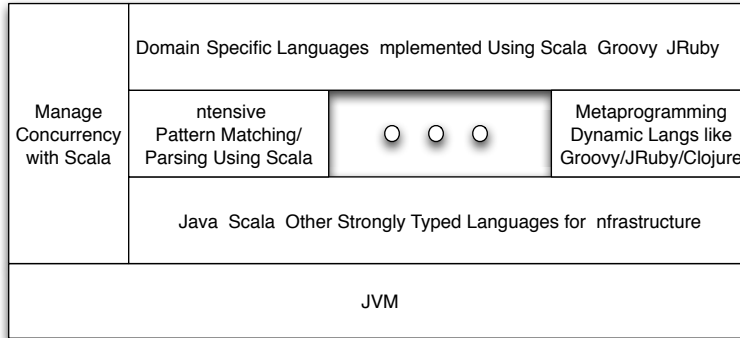 Domain Specific Languages mplemented Using Scala Groovy JRuby
Manage
Concurrency
with Scala
ntensive
Pattern Matching/
Parsing Using Scala
Metaprogramming
Dynamic Langs like
Groovy/JRuby/Clojure
Java Scala Other Strongly Typed Languages for nfrastructure
JVM